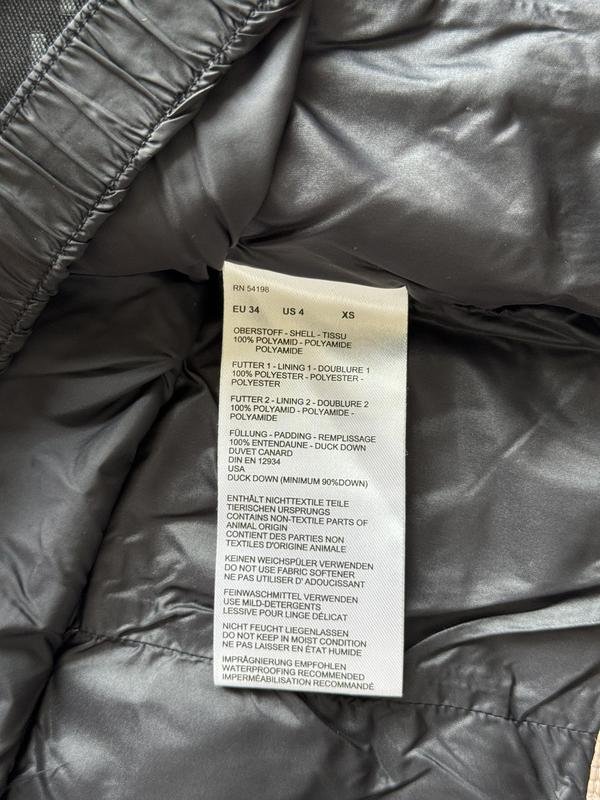 RN 54198
EU 34 US 4 XS
OBERSTOFF - SHELL - TISSU
100% POLYAMID - POLYAMIDE
POLYAMIDE
FUTTER 1 - LINING 1 - DOUBLURE 1
100% POLYESTER - POLYESTER -
POLYESTER
FUTTER 2 - LINING 2 - DOUBLURE 2
100% POLYAMID - POLYAMIDE -
POLYAMIDE
FÜLLUNG - PADDING - REMPLISSAGE
100% ENTENDAUNE - DUCK DOWN
DUVET CANARD
DIN EN 12934
USA
DUCK DOWN (MINIMUM 90%DOWN)
ENTHÄLT NICHTTEXTILE TEILE
TIERISCHEN URSPRUNGS
CONTAINS NON-TEXTILE PARTS OF
ANIMAL ORIGIN
CONTIENT DES PARTIES NON
TEXTILES D'ORIGINE ANIMALE
KEINEN WEICHSPÜLER VERWENDEN
DO NOT USE FABRIC SOFTENER
NE PAS UTILISER D' ADOUCISSANT
FEINWASCHMITTEL VERWENDEN
USE MILD-DETERGENTS
LESSIVE POUR LINGE DÉLICAT
NICHT FEUCHT LIEGENLASSEN
DO NOT KEEP IN MOIST CONDITION
NE PAS LAISSER EN ÉTAT HUMIDE
IMPRÄGNIERUNG EMPFOHLEN
WATERPROOFING RECOMMENDED
IMPERMÉABILISATION RECOMMANDÉ